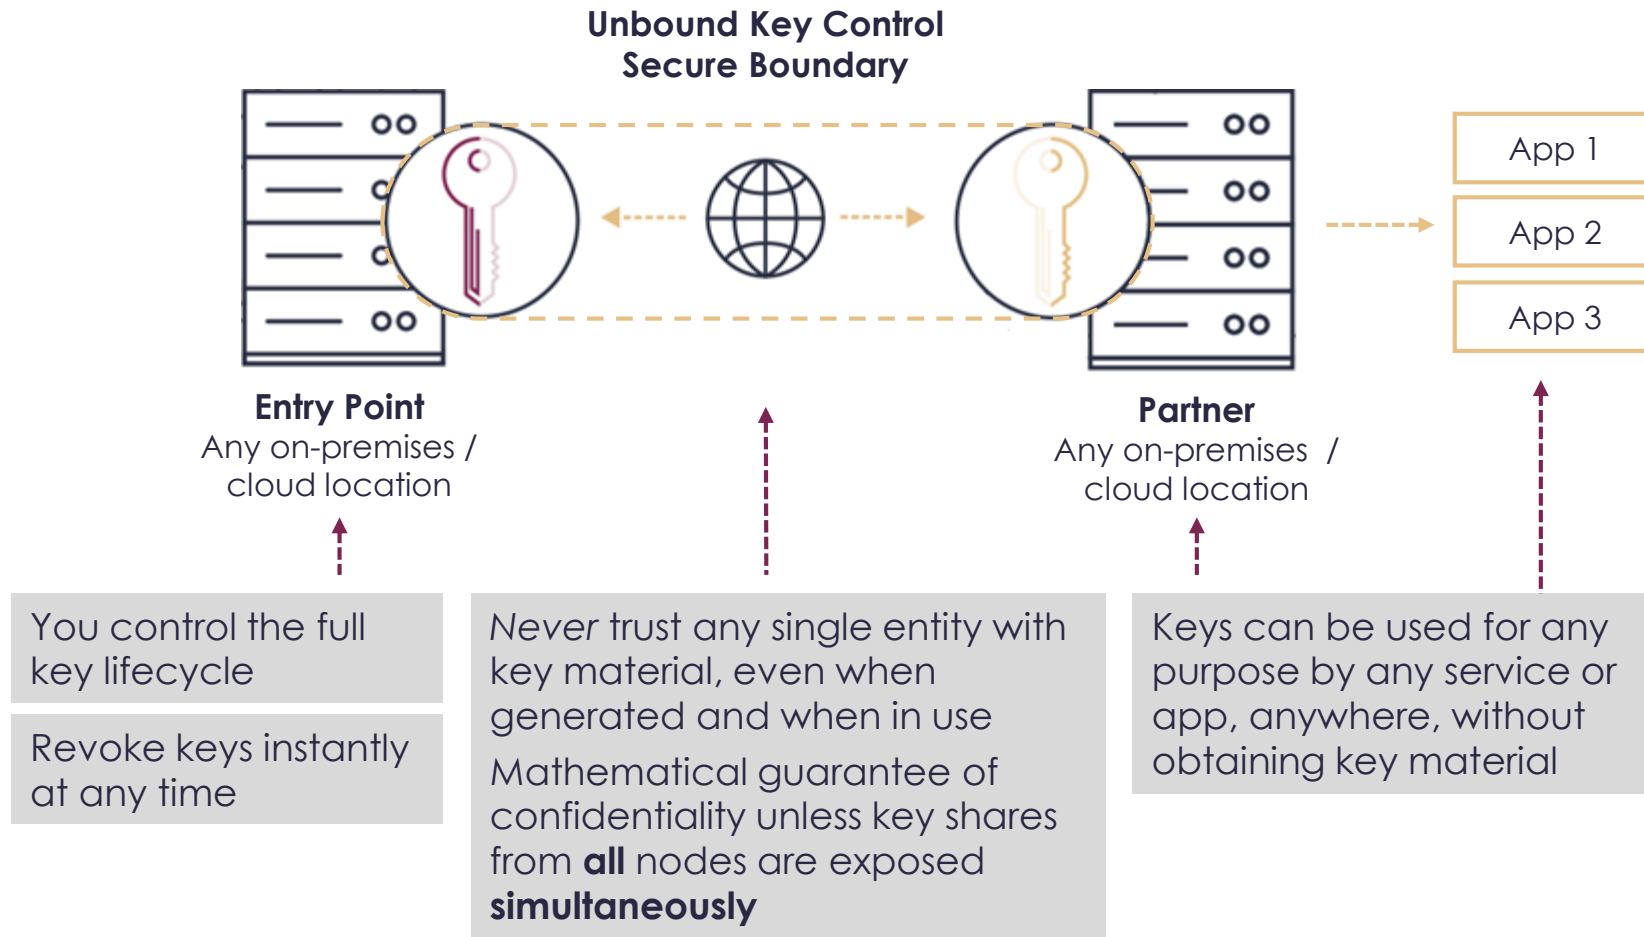 Unbound Key Control
Secure Boundary
App 1
App 2
App 3
Entry Point
Any on-premises /
cloud location
Partner
Any on-premises /
cloud location
You control the full
key lifecycle
Revoke keys instantly
at any time
Never trust any single entity with
key material, even when
generated and when in use
Mathematical guarantee of
confidentiality unless key shares
from all nodes are exposed
simultaneously
Keys can be used for any
purpose by any service or
app, anywhere, without
obtaining key material